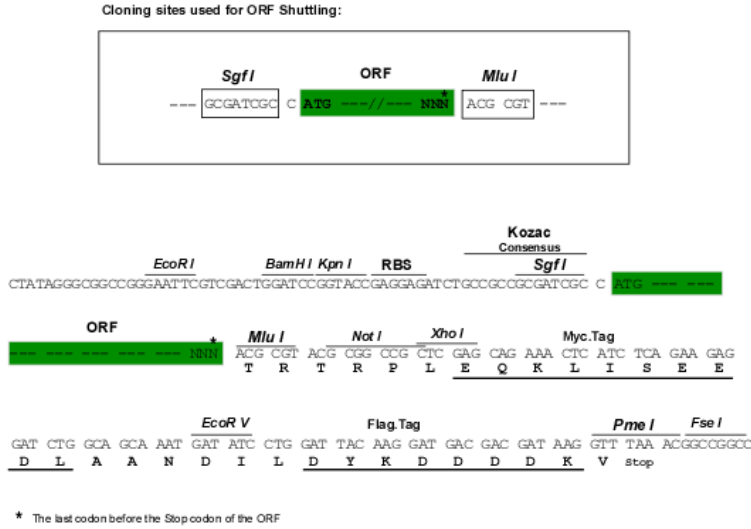 Cloning sites used for ORF Shuttling:
Sgf I ORF Mlu I
--- GCGATCGC C ATG ---//--- NNN* ACG CGT ---
Kozac
Consensus
EcoR I BamH I Kpn I RBS Sgf I
CTATAGGGCGGCCGGGAATTCGTCGACTGGATCCGGTACCGAGGAGATCTGCCGCCGCGATCGC C ATG --- ---
ORF Mlu I Not I Xho I Myc.Tag
--- --- --- --- --- --- NNN* ACG CGT ACG CGG CCG CTC GAG CAG AAA CTC ATC TCA GAA GAG
T R T R P L E Q K L I S E E
EcoR V Flag.Tag Pme I Fse I
GAT CTG GCA GCA AAT GAT ATC CTG GAT TAC AAG GAT GAC GAC GAT AAG GTT TAA ACGGCCGGCC
D L A A N D I L D Y K D D D D K V Stop
* The last codon before the Stop codon of the ORF